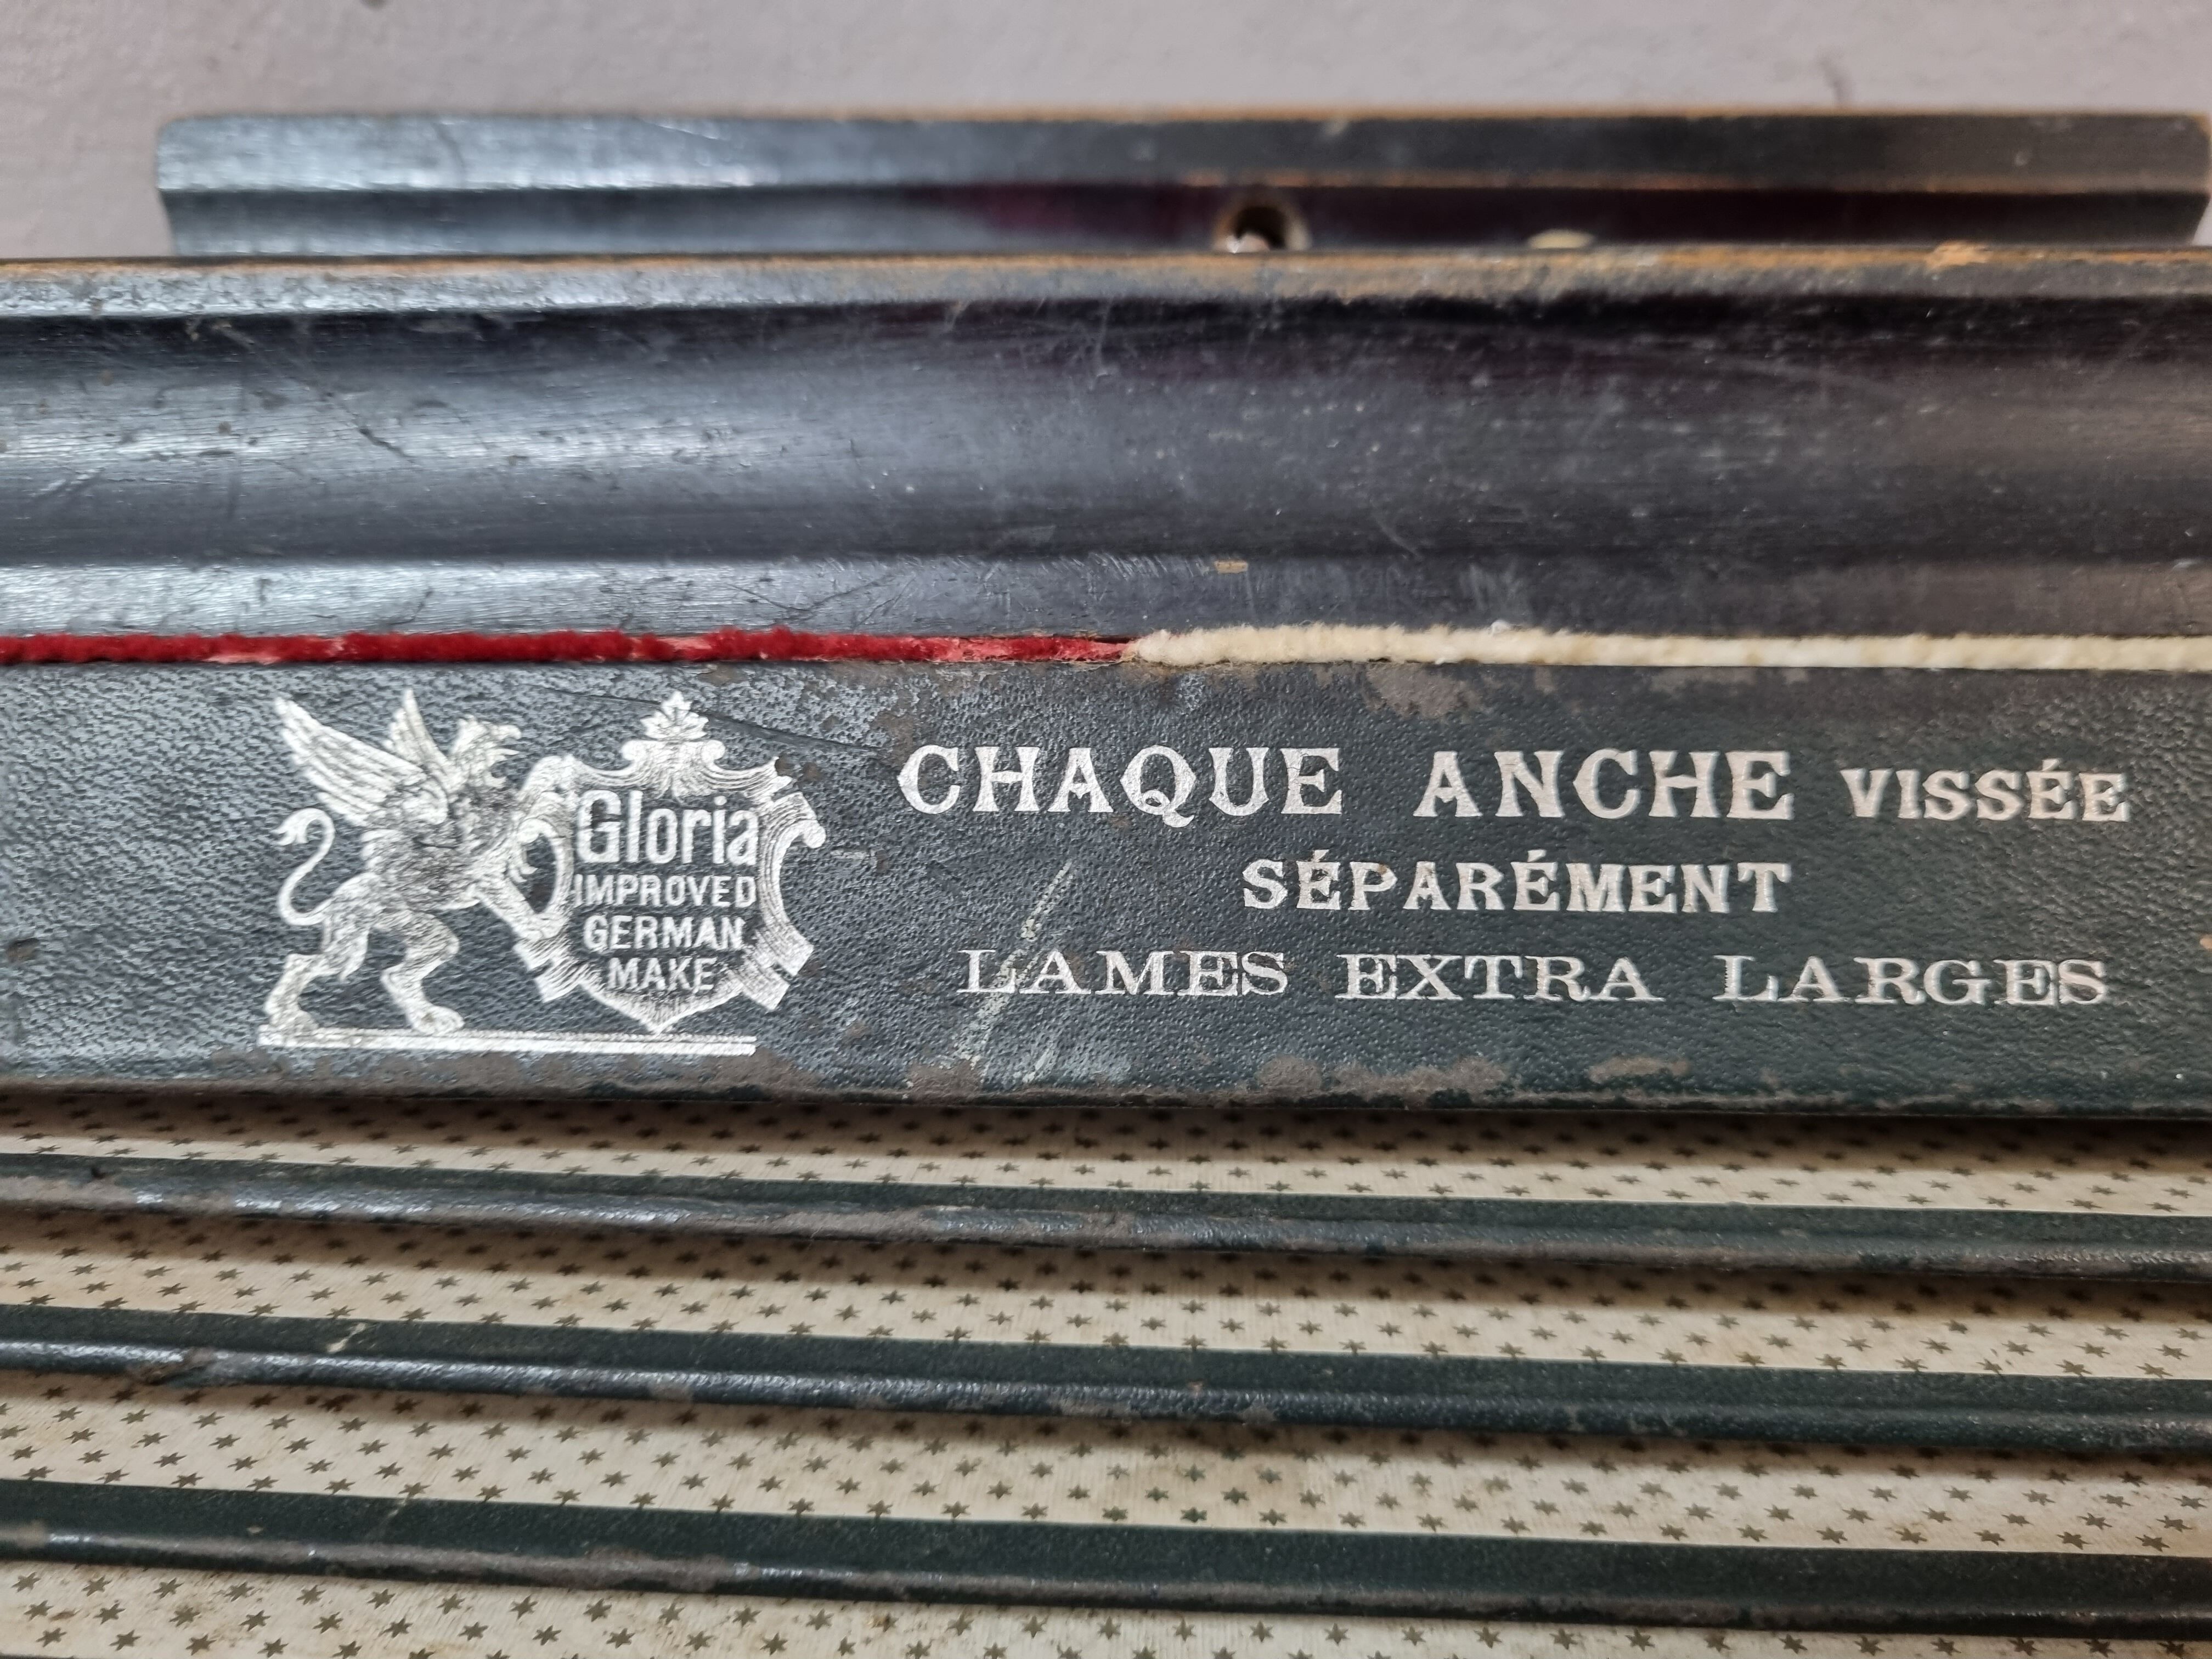 Gloria
IMPROVED
GERMAN
MAKE
CHAQUE ANCHE VISSÉE
SÉPARÉMENT
LAMES EXTRA LARGES